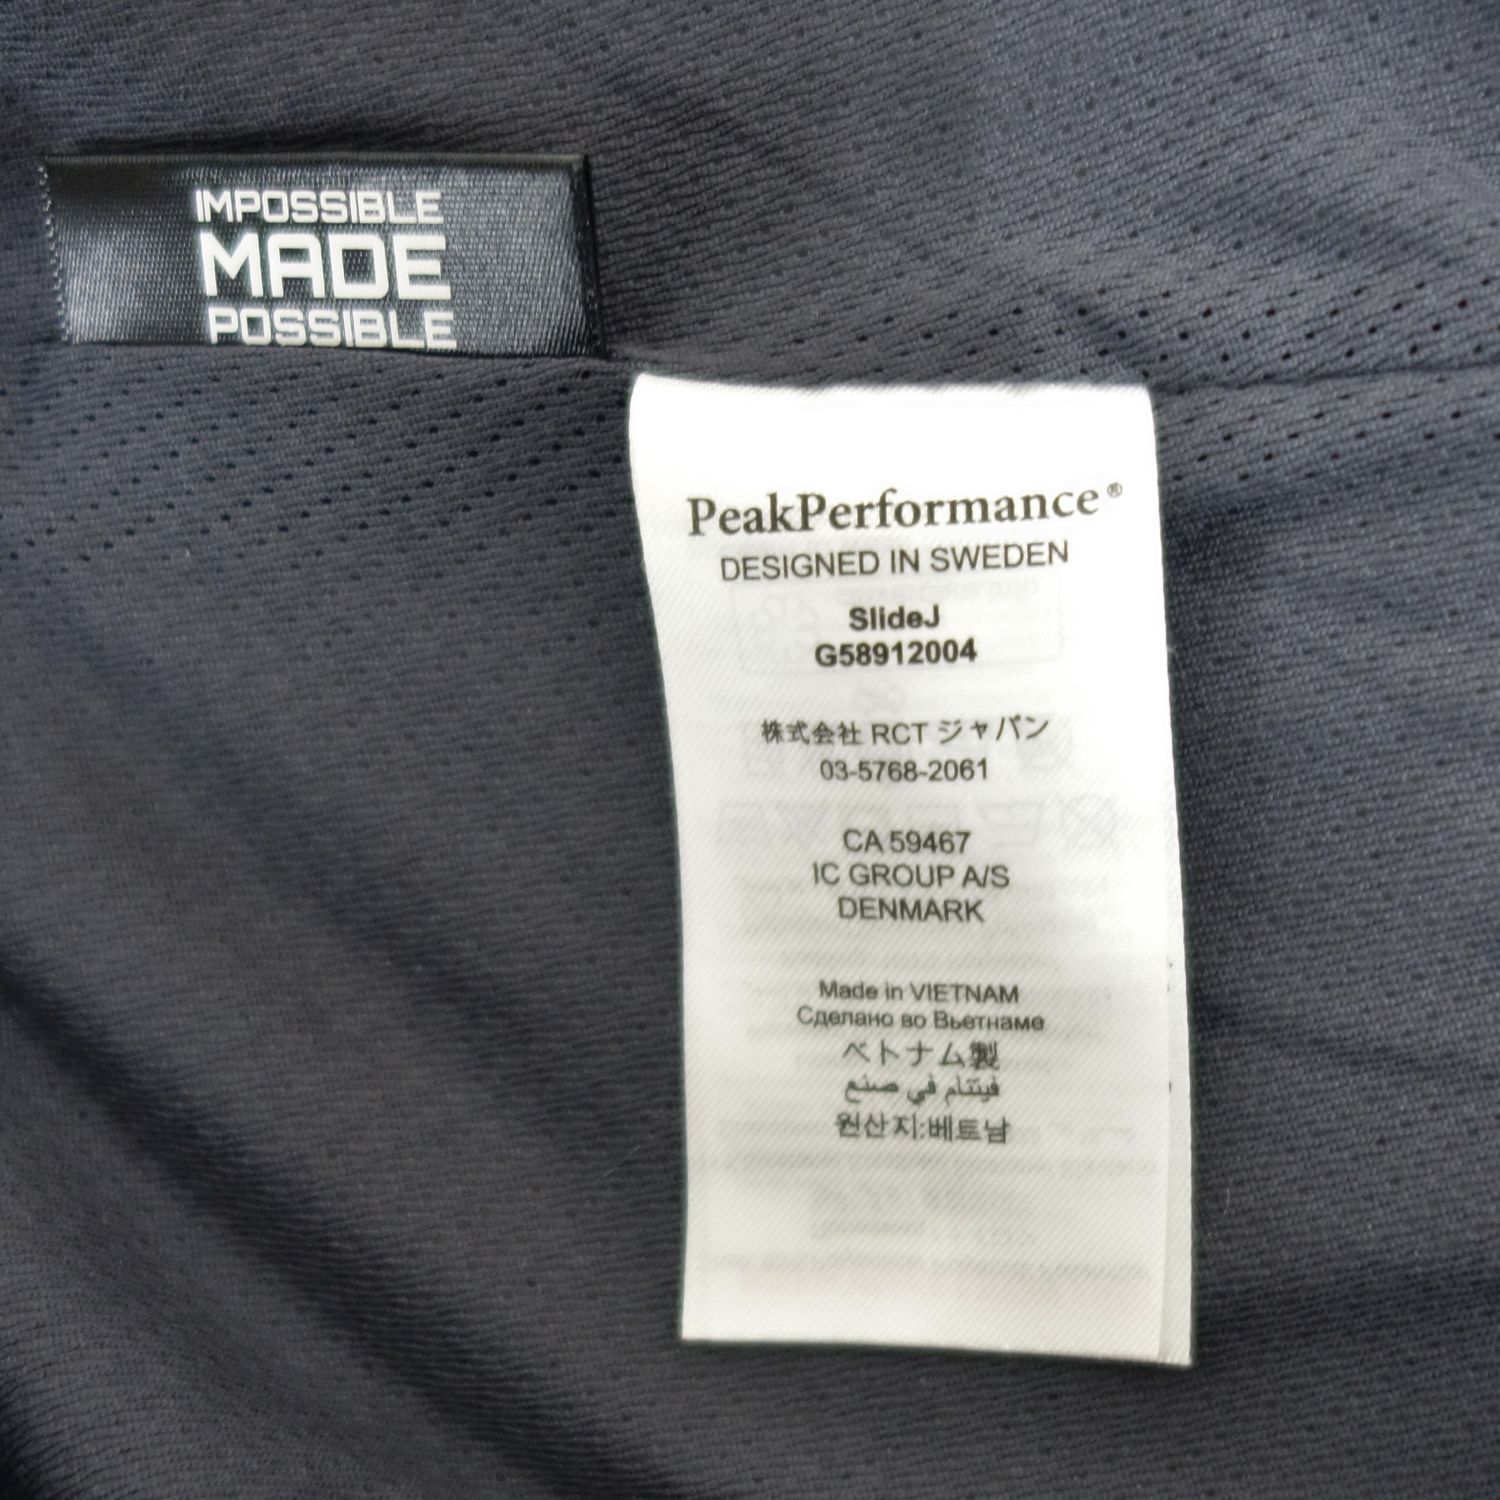 IMPOSSIBLE
MADE
POSSIBLE
PeakPerformance®
DESIGNED IN SWEDEN
SlideJ
G58912004
株式会社 RCT ジャパン
03-5768-2061
CA 59467
IC GROUP A/S
DENMARK
Made in VIETNAM
Сделано во Вьетнаме
ベトナム製
فيتنام في صنع
원산지:베트남